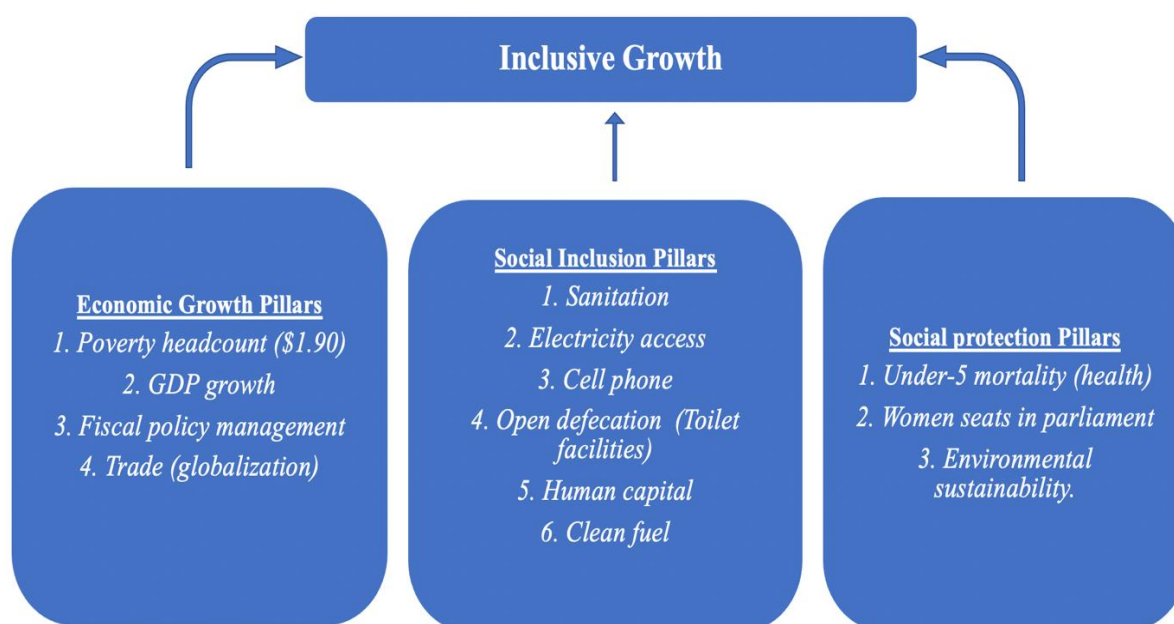 Inclusive Growth
Economic Growth Pillars
1. Poverty headcount ($1.90)
2. GDP growth
3. Fiscal policy management
4. Trade (globalization)
Social Inclusion Pillars
1. Sanitation
2. Electricity access
3. Cell phone
4. Open defecation (Toilet
facilities)
5. Human capital
6. Clean fuel
Social protection Pillars
1. Under-5 mortality (health)
2. Women seats in parliament
3. Environmental
sustainability.